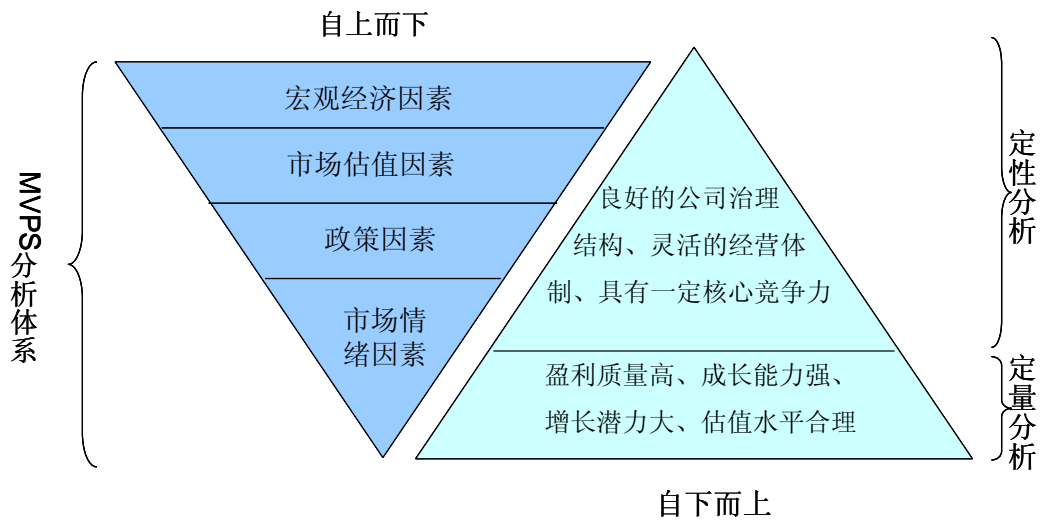 自上而下
MVPS分析体系
宏观经济因素
市场估值因素
政策因素
市场情
绪因素
良好的公司治理
结构、灵活的经营体
制、具有一定核心竞争力
盈利质量高、成长能力强、
增长潜力大、估值水平合理
定性分析
定量分析
自下而上